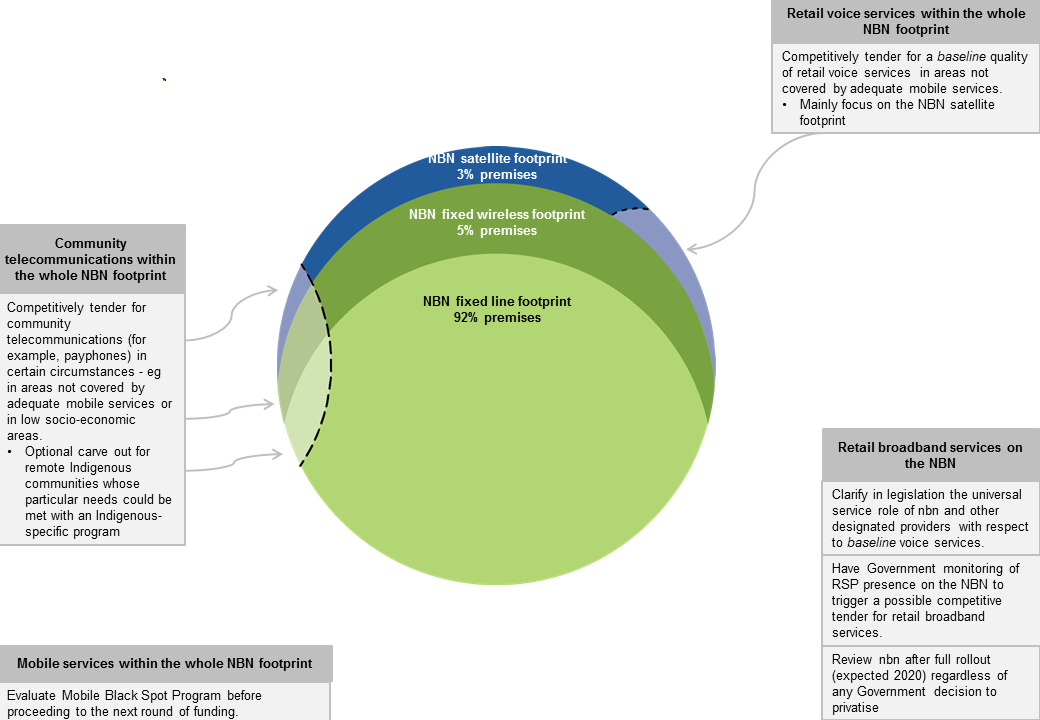 Retail voice services within the whole
NBN footprint
Competitively tender for a baseline quality
of retail voice services in areas not
covered by adequate mobile services.
• Mainly focus on the NBN satellite
footprint
`
NBN satellite footprint
3% premises
NBN fixed wireless footprint
5% premises
NBN fixed line footprint
92% premises
Community
telecommunications within
the whole NBN footprint
Competitively tender for
community
telecommunications (for
example, payphones) in
certain circumstances - eg
in areas not covered by
adequate mobile services or
in low socio-economic
areas.
• Optional carve out for
remote Indigenous
communities whose
particular needs could be
met with an Indigenous-
specific program
Retail broadband services on
the NBN
Clarify in legislation the universal
service role of nbn and other
designated providers with respect
to baseline voice services.
Have Government monitoring of
RSP presence on the NBN to
trigger a possible competitive
tender for retail broadband
services.
Review nbn after full rollout
(expected 2020) regardless of
any Government decision to
privatise
Mobile services within the whole NBN footprint
Evaluate Mobile Black Spot Program before
proceeding to the next round of funding.